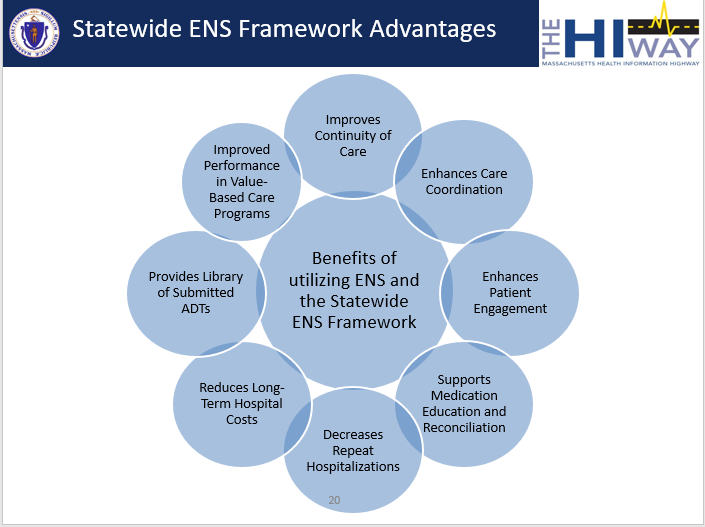 Statewide ENS Framework Advantages
THE
HIWAY
MASSACHUSETTS HEALTH INFORMATION HIGHWAY
Improves
Continuity of
Care
Enhances Care
Coordination
Enhances
Patient
Engagement
Supports
Medication
Education and
Reconciliation
Decreases
Repeat
Hospitalizations
Reduces Long-
Term Hospital
Costs
Provides Library
of Submitted
ADTs
Improved
Performance
in Value-
Based Care
Programs
Benefits of
utilizing ENS and
the Statewide
ENS Framework
20